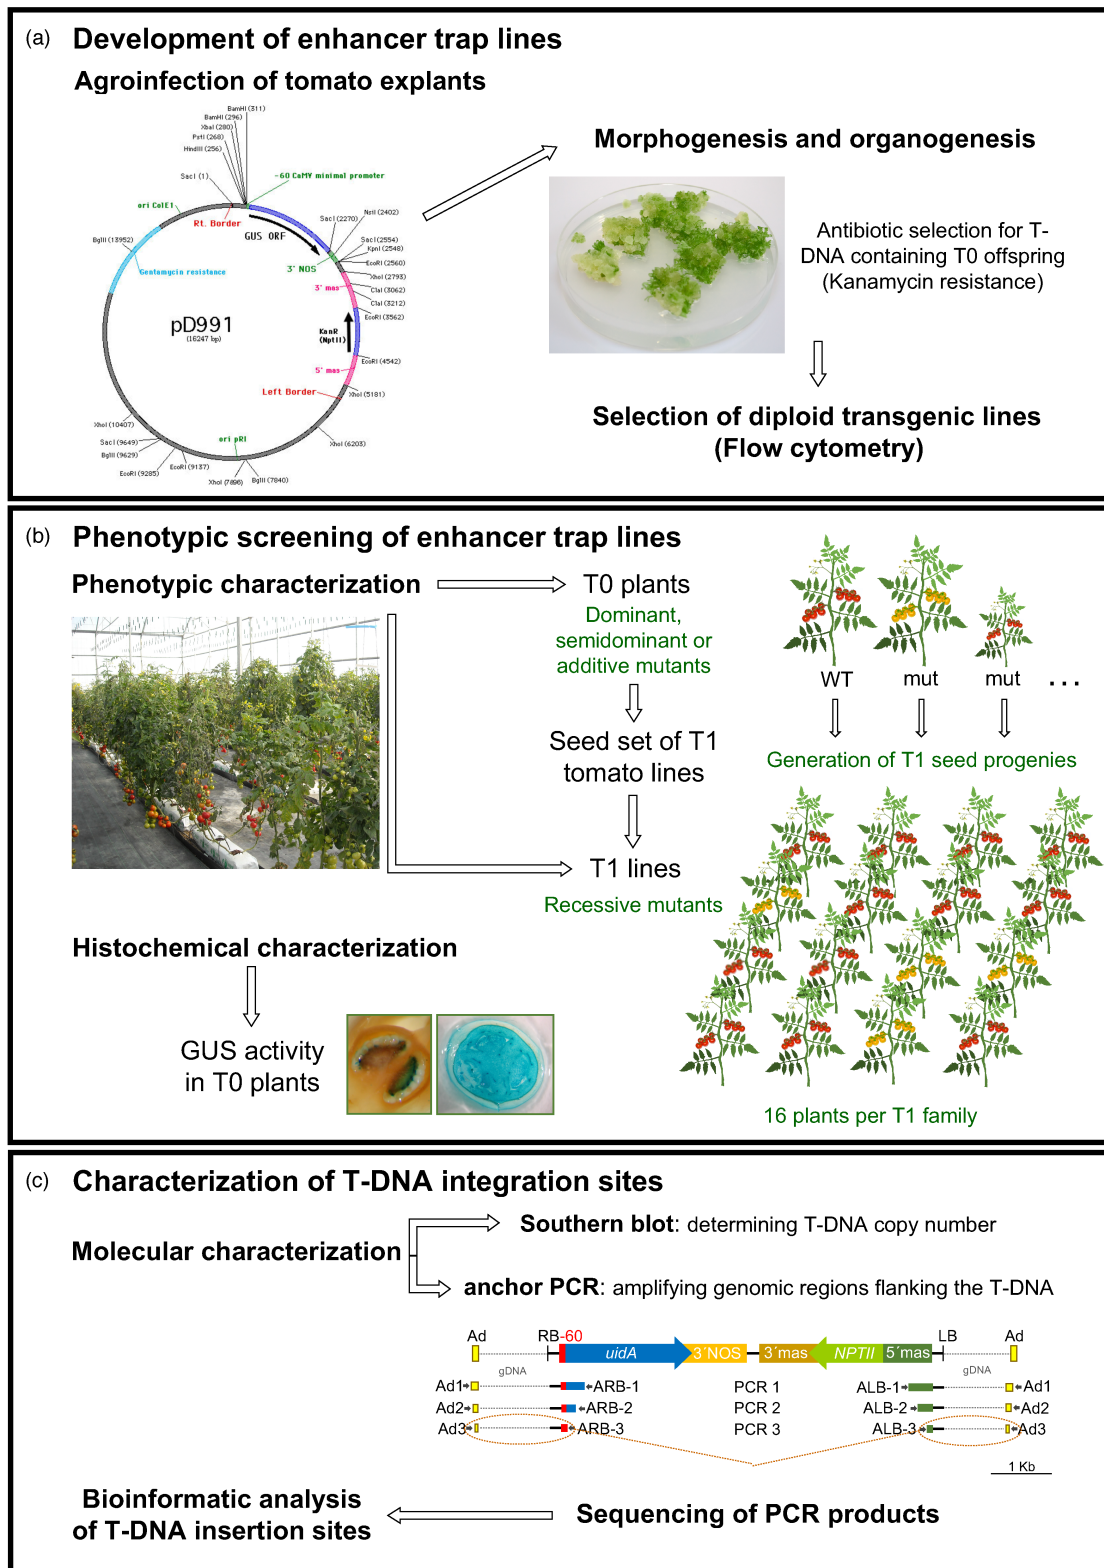 (a) Development of enhancer trap lines
Agroinfection of tomato explants
BamHI (311)
BamHI (296)
XbaI (280)
PstI (268)
HindIII (256)
SacI (1)
-60 CaMV minimal promoter
ori ColE1
Rt. Border
GUS ORF
SacI (2270)
NsiI (2402)
SacI (2554)
KpnI (2548)
EcoRI (2560)
XhoI (2793)
3' NOS
3' mas
ClaI (3062)
ClaI (3212)
EcoRI (3562)
BglII (13952)
Gentamycin resistance
pD991
(16247 bp)
KanR
(NptII)
EcoRI (4542)
5' mas
Left Border
XhoI (5181)
XhoI (10407)
SacI (9649)
BglII (9629)
EcoRI (9285)
EcoRI (9137)
ori pRI
XhoI (7896)
BglII (7840)
XhoI (6203)
Morphogenesis and organogenesis
Antibiotic selection for T-
DNA containing T0 offspring
(Kanamycin resistance)
Selection of diploid transgenic lines
(Flow cytometry)
(b) Phenotypic screening of enhancer trap lines
Phenotypic characterization
T0 plants
Dominant,
semidominant or
additive mutants
Seed set of T1
tomato lines
T1 lines
Recessive mutants
WT mut mut ...
Generation of T1 seed progenies
16 plants per T1 family
Histochemical characterization
GUS activity
in T0 plants
(c) Characterization of T-DNA integration sites
Molecular characterization
Southern blot: determining T-DNA copy number
anchor PCR: amplifying genomic regions flanking the T-DNA
Ad RB-60 LB Ad
uidA 3´NOS 3´mas NPTII 5´mas
gDNA gDNA
Ad1 ARB-1 PCR 1 ALB-1 Ad1
Ad2 ARB-2 PCR 2 ALB-2 Ad2
Ad3 ARB-3 PCR 3 ALB-3 Ad3
1 Kb
Bioinformatic analysis
of T-DNA insertion sites
Sequencing of PCR products